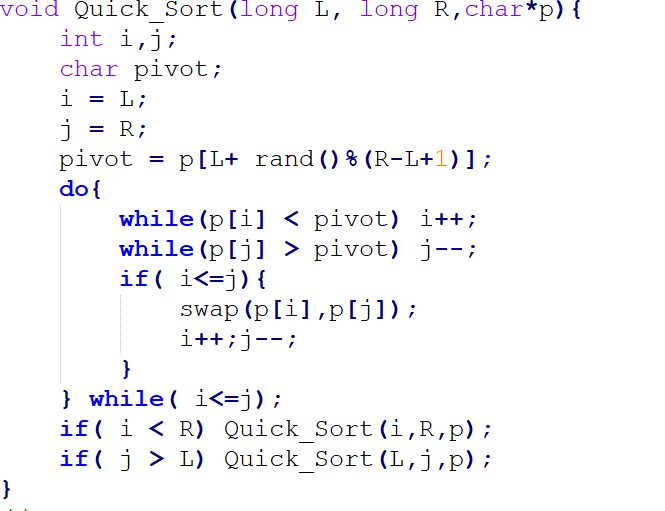 void Quick_Sort(long L, long R,char*p){
    int i,j;
    char pivot;
    i = L;
    j = R;
    pivot = p[L+ rand()%(R-L+1)];
    do{
        while(p[i] < pivot) i++;
        while(p[j] > pivot) j--;
        if( i<=j){
            swap(p[i],p[j]);
            i++;j--;
        }
    } while( i<=j);
    if( i < R) Quick_Sort(i,R,p);
    if( j > L) Quick_Sort(L,j,p);
}